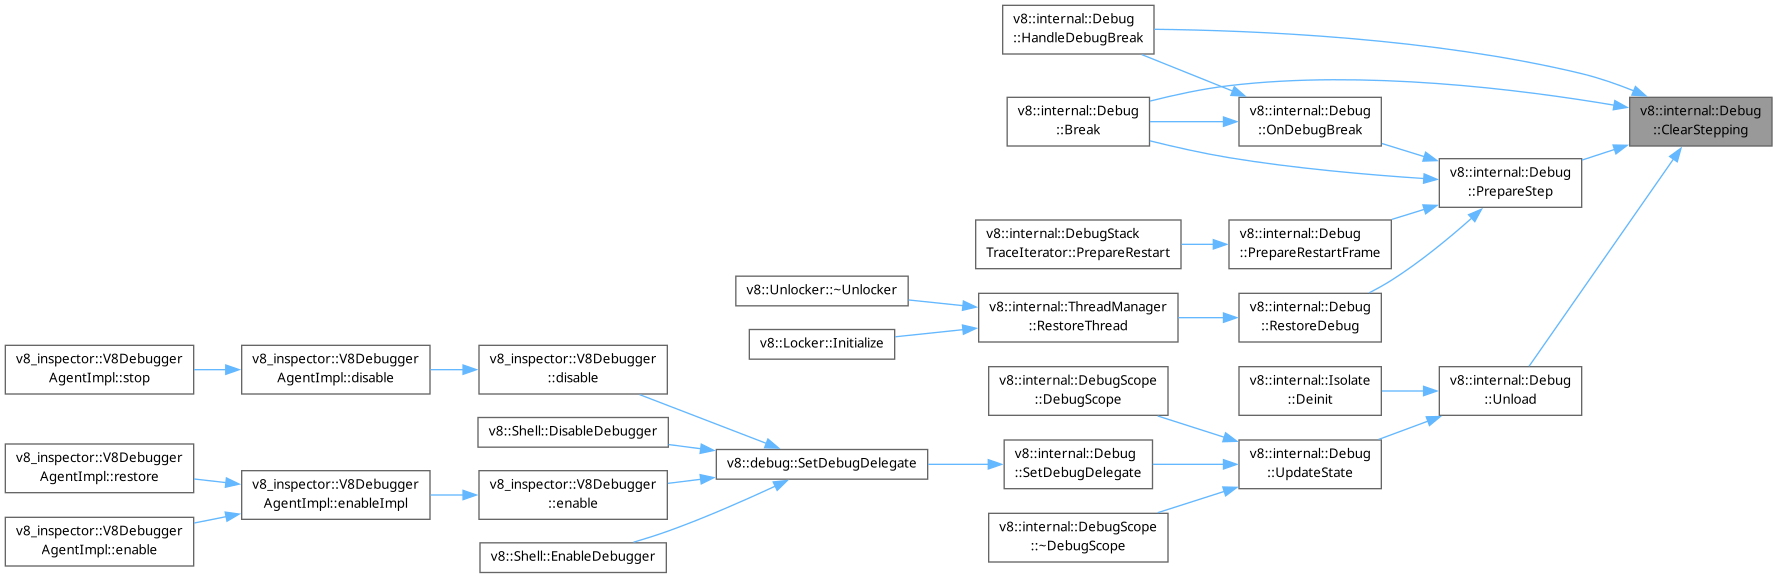 v8::internal::Debug
::HandleDebugBreak
v8::internal::Debug
::Break
v8::internal::Debug
::OnDebugBreak
v8::internal::Debug
::ClearStepping
v8::internal::Debug
::PrepareStep
v8::internal::DebugStack
TraceIterator::PrepareRestart
v8::internal::Debug
::PrepareRestartFrame
v8::Unlocker::~Unlocker
v8::internal::ThreadManager
::RestoreThread
v8::internal::Debug
::RestoreDebug
v8::Locker::Initialize
v8_inspector::V8Debugger
AgentImpl::stop
v8_inspector::V8Debugger
AgentImpl::disable
v8_inspector::V8Debugger
::disable
v8::internal::DebugScope
::DebugScope
v8::internal::Isolate
::Deinit
v8::internal::Debug
::Unload
v8::Shell::DisableDebugger
v8::debug::SetDebugDelegate
v8::internal::Debug
::SetDebugDelegate
v8::internal::Debug
::UpdateState
v8_inspector::V8Debugger
AgentImpl::restore
v8_inspector::V8Debugger
AgentImpl::enableImpl
v8_inspector::V8Debugger
::enable
v8_inspector::V8Debugger
AgentImpl::enable
v8::Shell::EnableDebugger
v8::internal::DebugScope
::~DebugScope